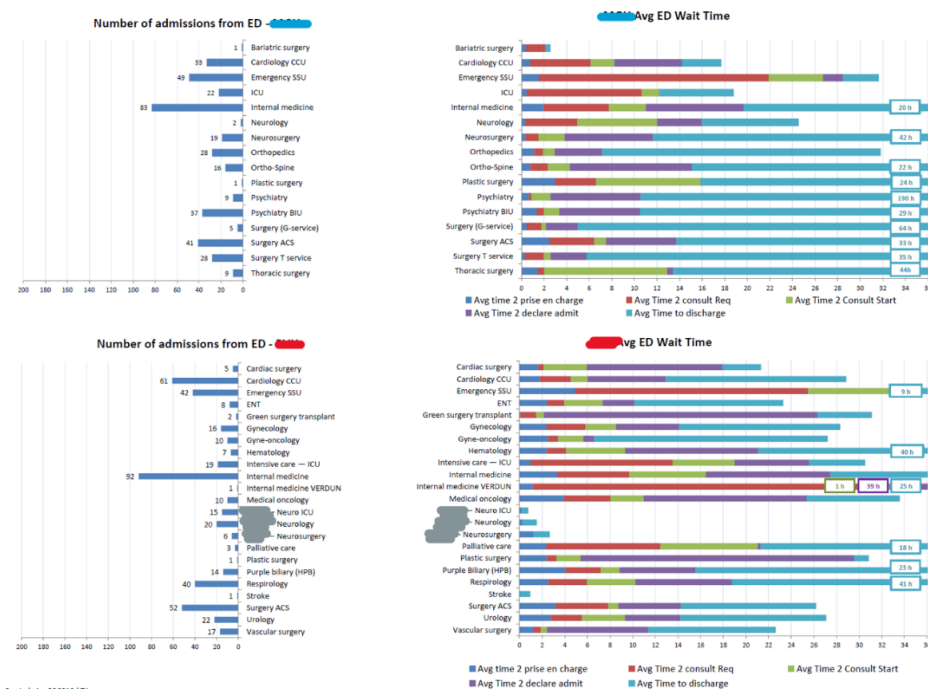 Number of admissions from ED -
Bariatric surgery 1
Cardiology CCU 33
Emergency SSU 49
ICU 22
Internal medicine 83
Neurology 2
Neurosurgery 19
Orthopedics 28
Ortho-Spine 16
Plastic surgery 1
Psychiatry 9
Psychiatry BIU 37
Surgery (G-service) 5
Surgery ACS 41
Surgery T service 28
Thoracic surgery 9
200 180 160 140 120 100 80 60 40 20 0
Avg ED Wait Time
Bariatric surgery
Cardiology CCU
Emergency SSU
ICU
Internal medicine 20 h
Neurology
Neurosurgery 42 h
Orthopedics
Ortho-Spine 22 h
Plastic surgery 24 h
Psychiatry 190 h
Psychiatry BIU 29 h
Surgery (G-service) 64 h
Surgery ACS 33 h
Surgery T service 35 h
Thoracic surgery 44h
0 2 4 6 8 10 12 14 16 18 20 22 24 26 28 30 32 34
Avg time 2 prise en charge Avg Time 2 consult Req Avg Time 2 Consult Start
Avg Time 2 declare admit Avg Time to discharge
Number of admissions from ED -
Cardiac surgery 5
Cardiology CCU 61
Emergency SSU 42
ENT 8
Green surgery transplant 2
Gynecology 16
Gyne-oncology 10
Hematology 7
Intensive care — ICU 19
Internal medicine 92
Internal medicine VERDUN 1
Medical oncology 10
Neuro ICU 15
Neurology 20
Neurosurgery 6
Palliative care 3
Plastic surgery 1
Purple biliary (HPB) 14
Respirology 40
Stroke 1
Surgery ACS 52
Urology 22
Vascular surgery 17
200 180 160 140 120 100 80 60 40 20 0
Avg ED Wait Time
Cardiac surgery
Cardiology CCU
Emergency SSU 9 h
ENT
Green surgery transplant
Gynecology
Gyne-oncology
Hematology 40 h
Intensive care — ICU
Internal medicine
Internal medicine VERDUN 1 h 39 h 25 h
Medical oncology
Neuro ICU
Neurology
Neurosurgery
Palliative care 18 h
Plastic surgery
Purple biliary (HPB) 23 h
Respirology 41 h
Stroke
Surgery ACS
Urology
Vascular surgery
0 2 4 6 8 10 12 14 16 18 20 22 24 26 28 30 32 34
Avg time 2 prise en charge Avg Time 2 consult Req Avg Time 2 Consult Start
Avg Time 2 declare admit Avg Time to discharge